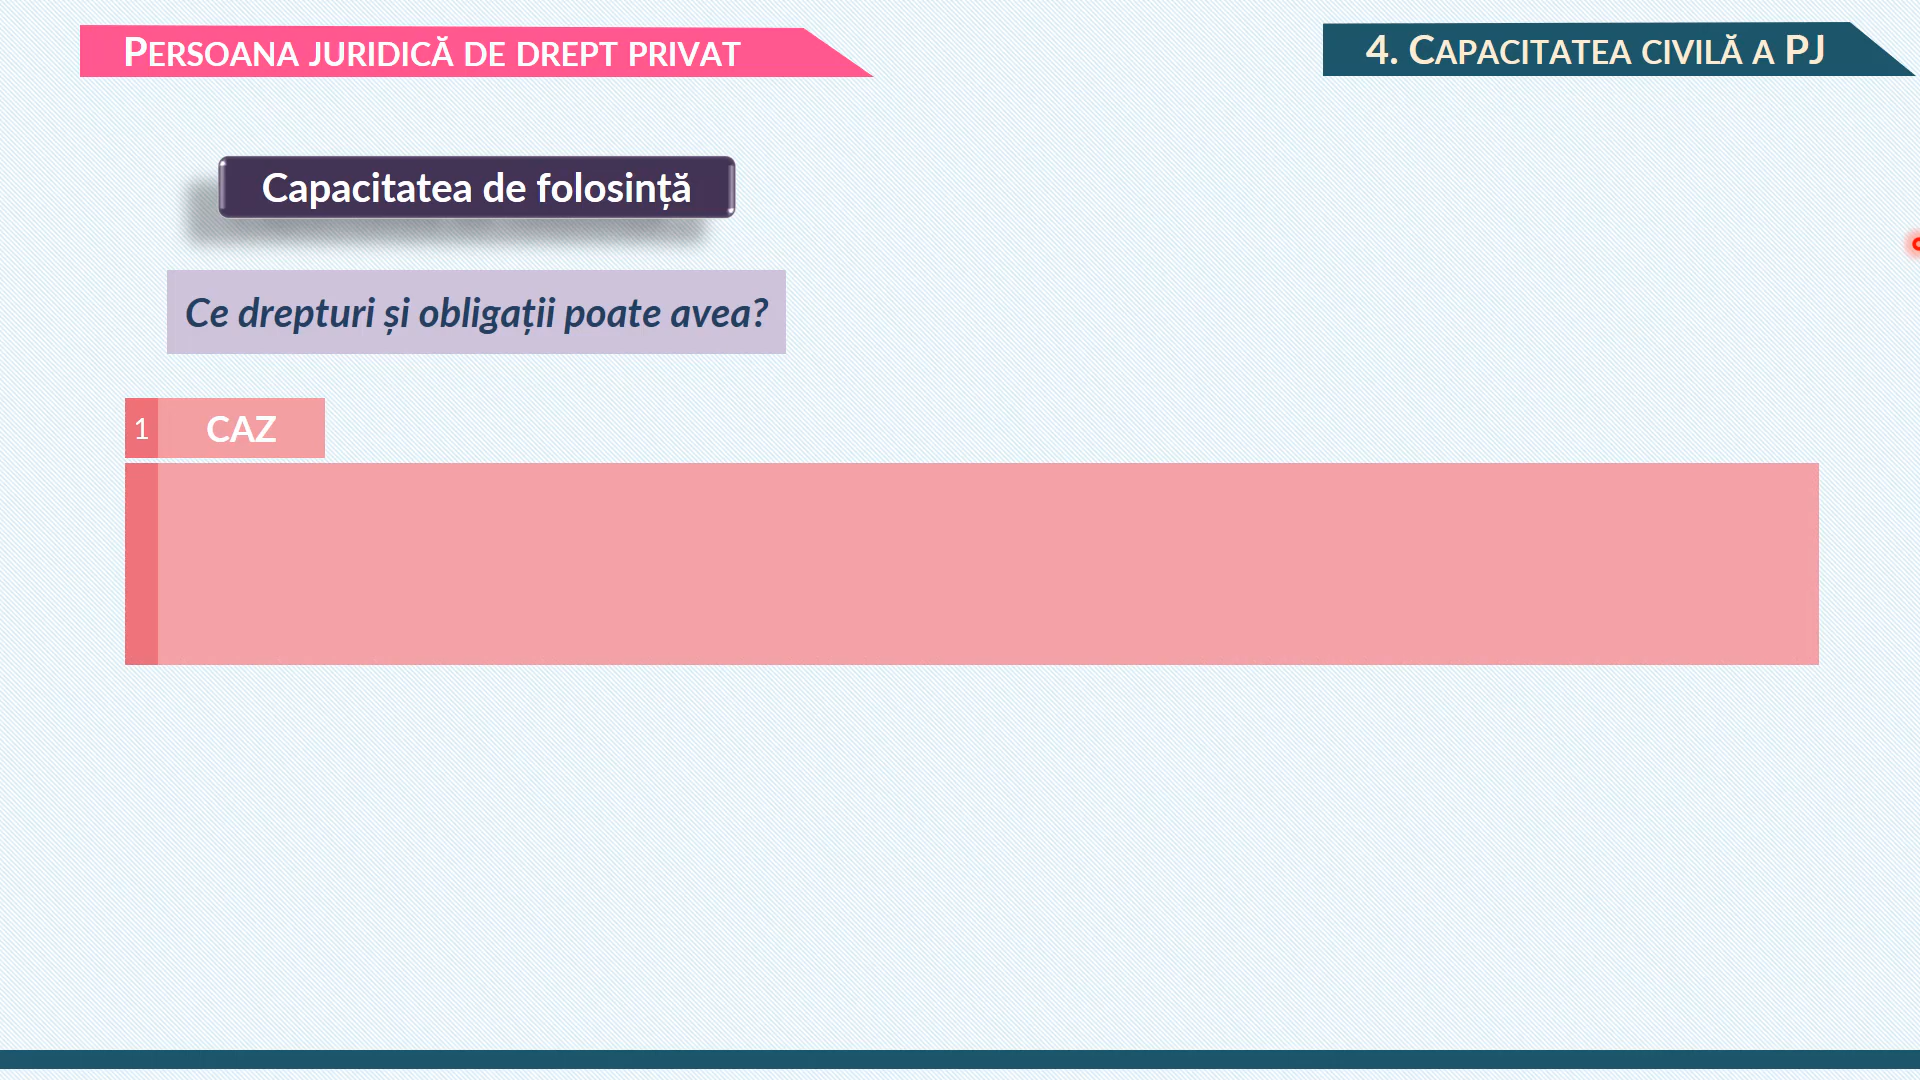 PERSOANA JURIDICĂ DE DREPT PRIVAT
4. CAPACITATEA CIVILĂ A PJ
Capacitatea de folosință
Ce drepturi și obligații poate avea?
1 CAZ